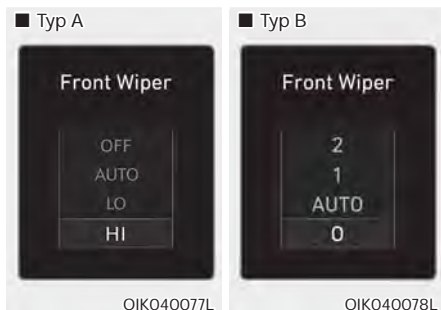 ■ Typ A
Front Wiper
OFF
AUTO
LO
HI
OIK040077L
■ Typ B
Front Wiper
2
1
AUTO
0
OIK040078L